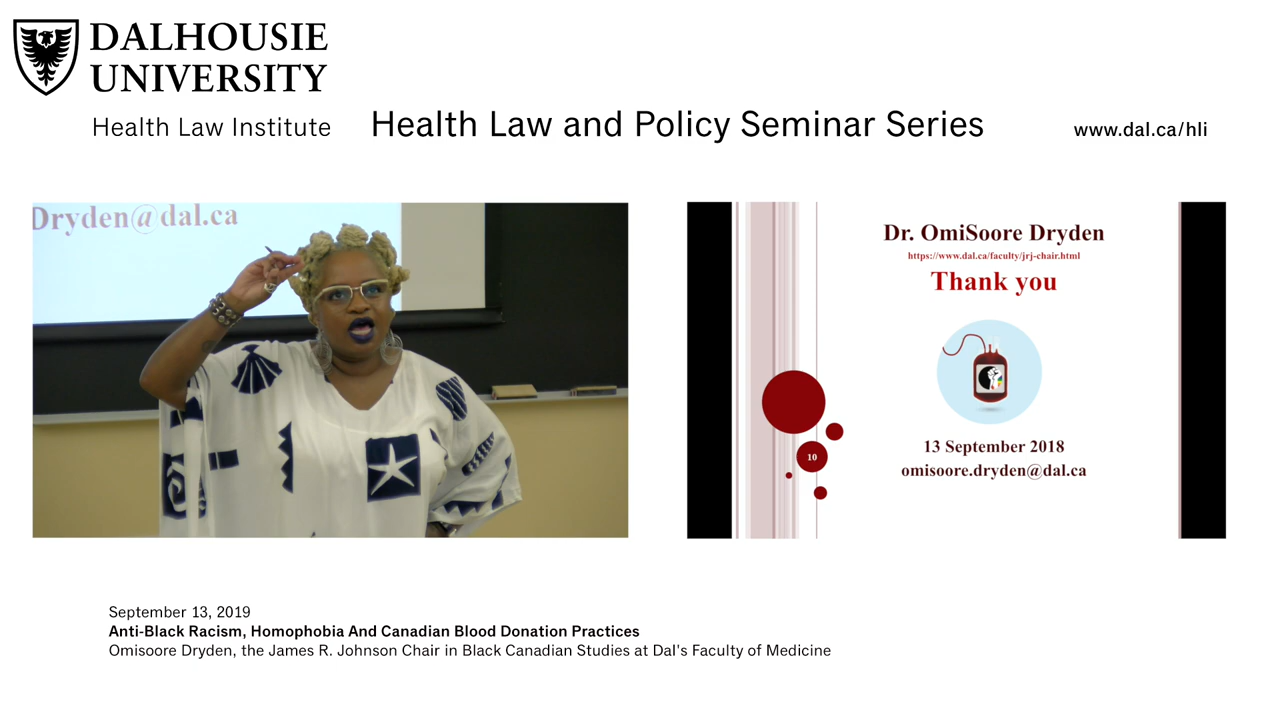 DALHOUSIE
UNIVERSITY
Health Law Institute
Health Law and Policy Seminar Series
www.dal.ca/hli
Dryden@dal.ca
Dr. OmiSoore Dryden
https://www.dal.ca/faculty/jrj-chair.html
Thank you
10
13 September 2018
omisoore.dryden@dal.ca
September 13, 2019
Anti-Black Racism, Homophobia And Canadian Blood Donation Practices
Omisoore Dryden, the James R. Johnson Chair in Black Canadian Studies at Dal's Faculty of Medicine